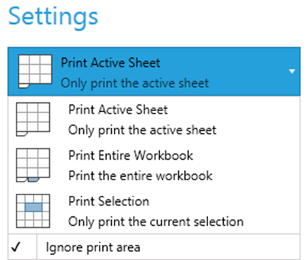 Settings
Print Active Sheet
Only print the active sheet
Print Active Sheet
Only print the active sheet
Print Entire Workbook
Print the entire workbook
Print Selection
Only print the current selection
Ignore print area